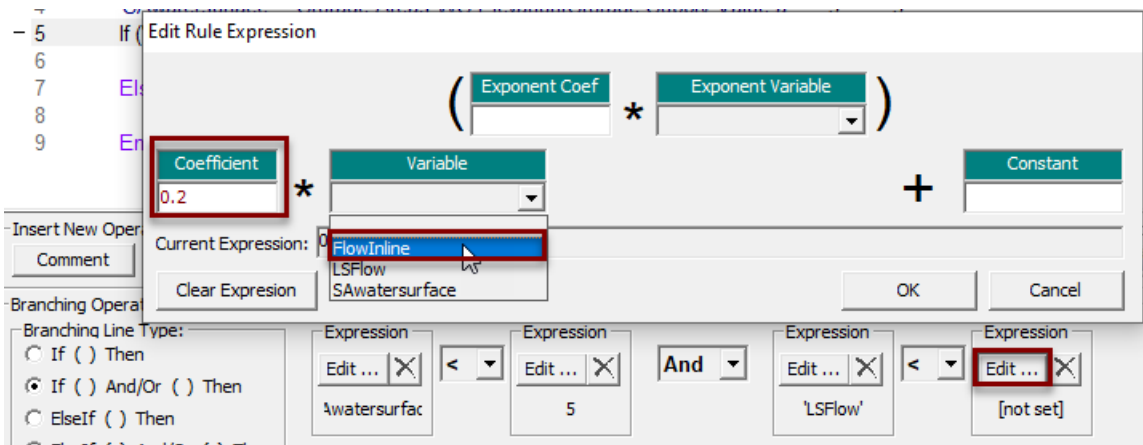 − 5 If (
Edit Rule Expression
6
7 Els
8
9 En
( Exponent Coef * Exponent Variable )
Coefficient * Variable + Constant
0.2
Insert New Opera
Comment
Current Expression: 0
FlowInline
LSFlow
SAwatersurface
Clear Expresion
OK Cancel
Branching Operat
Branching Line Type:
If ( ) Then
If ( ) And/Or ( ) Then
ElseIf ( ) Then
Expression Expression Expression Expression
Edit ... < Edit ... And Edit ... < Edit ...
Awatersurfac 5 'LSFlow' [not set]